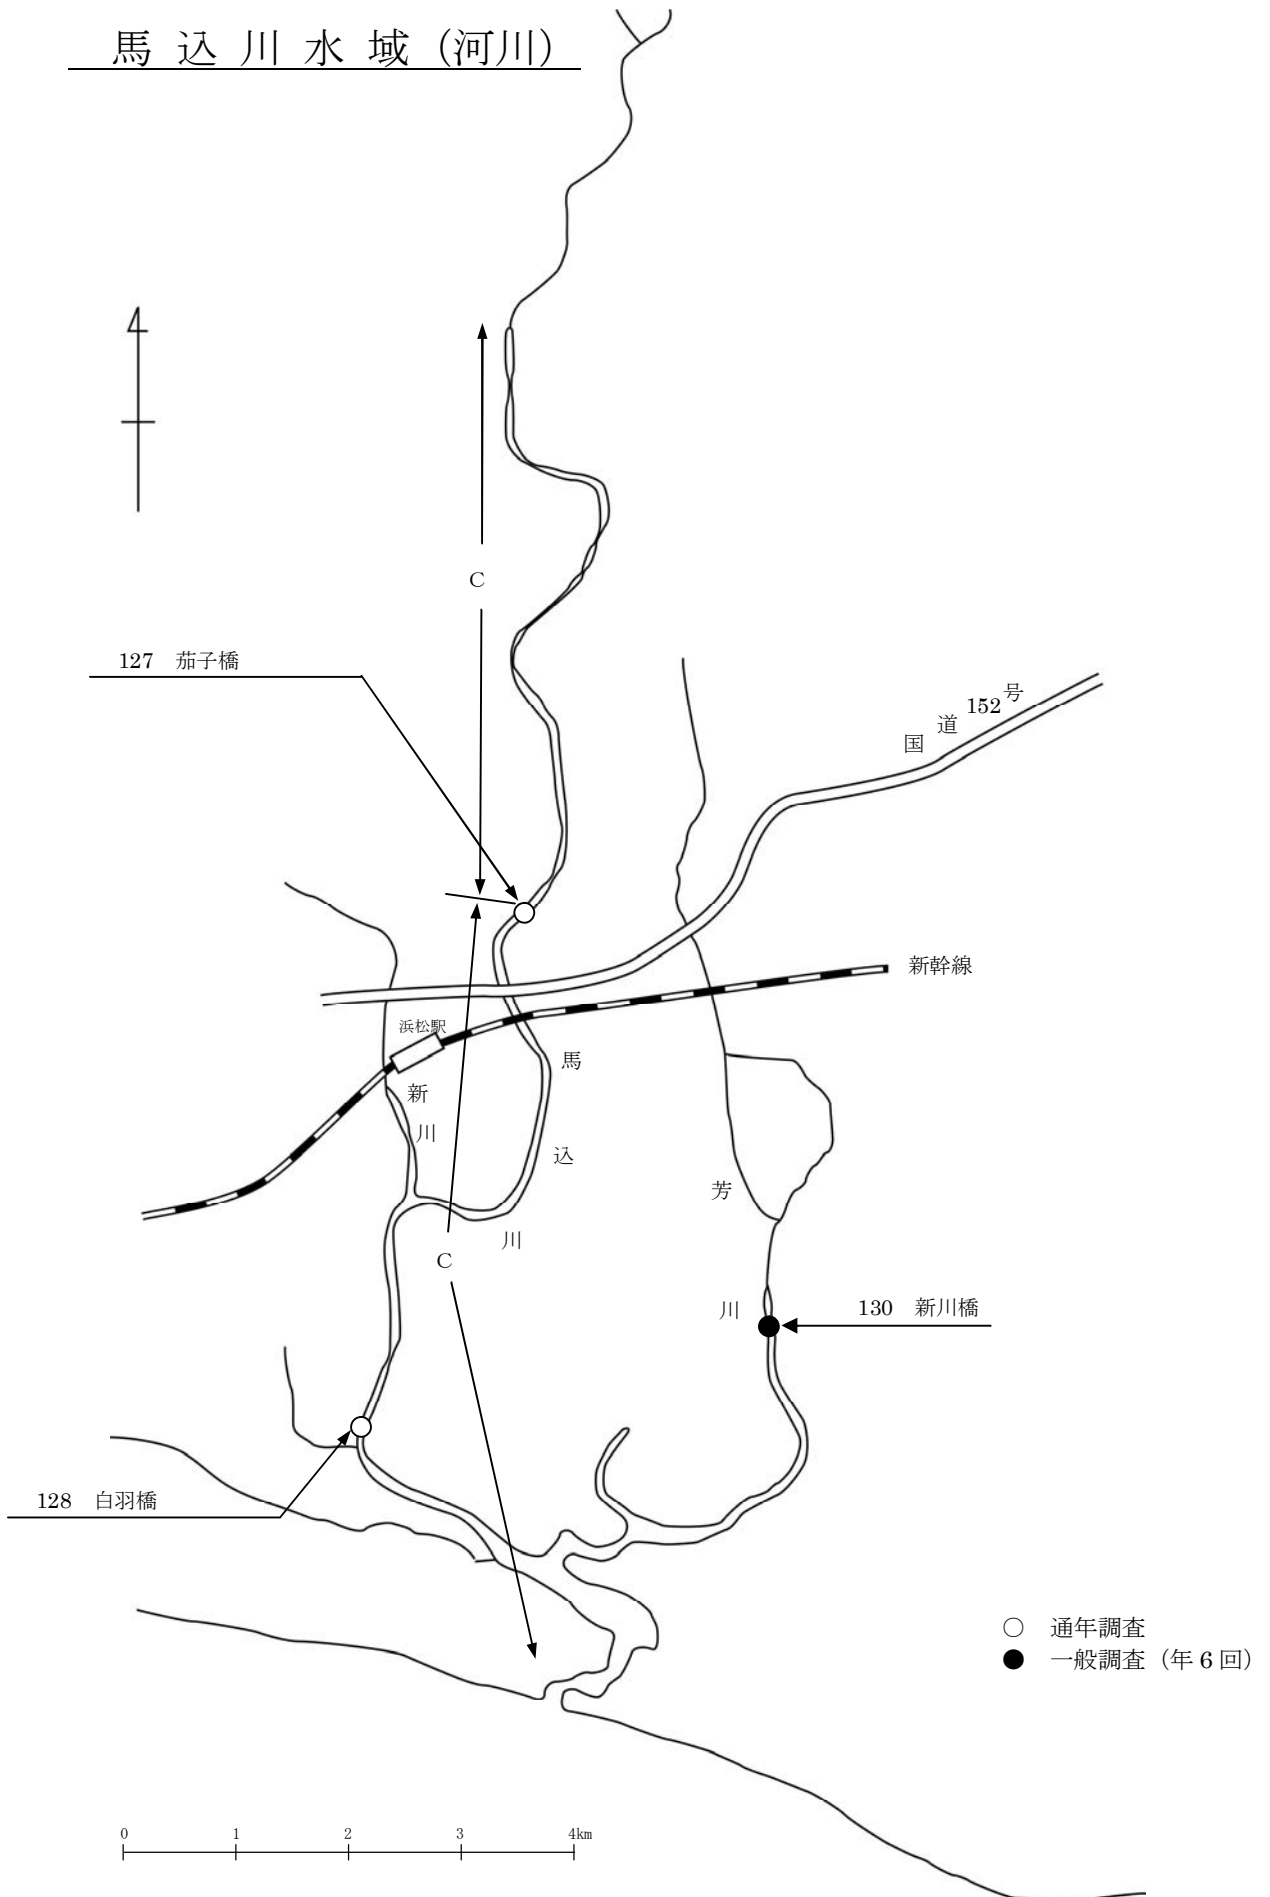 馬込川水域（河川）
C
127　茄子橋
国道152号
新幹線
浜松駅
新川
馬込川
芳川
C
130　新川橋
128　白羽橋
○　通年調査
●　一般調査（年6回）
0 1 2 3 4km